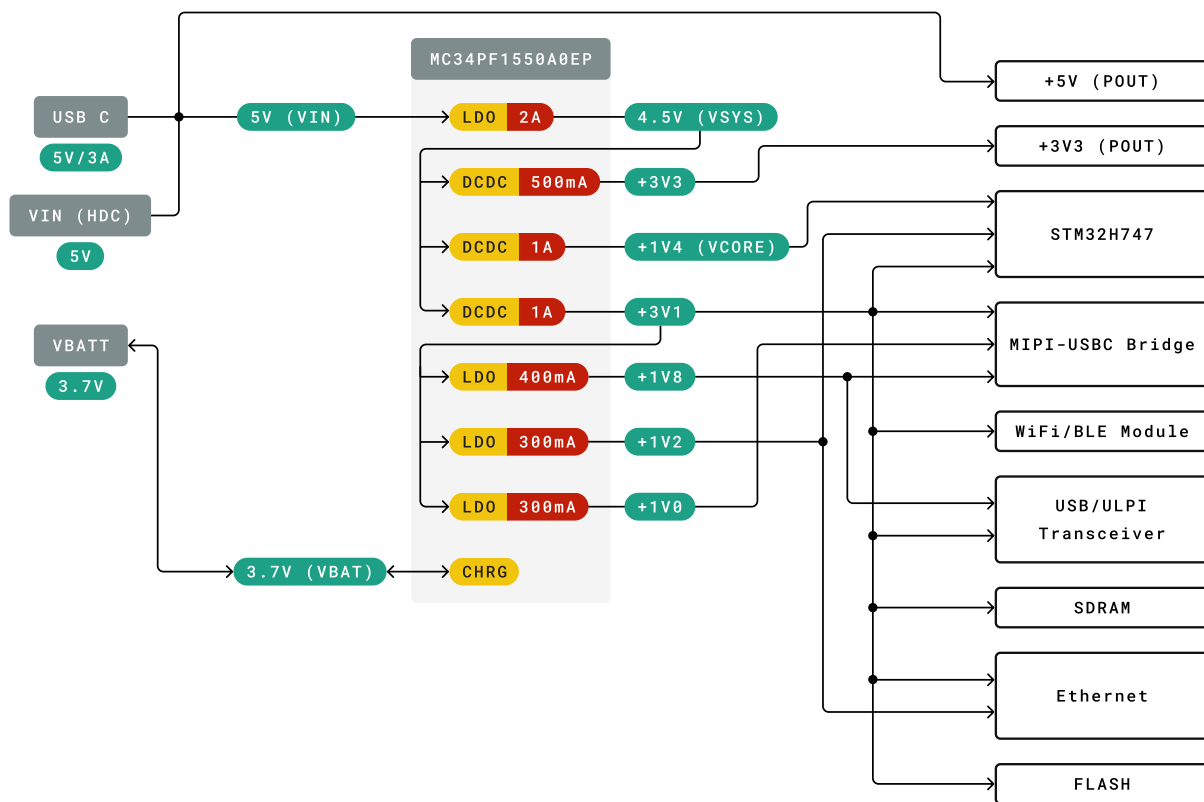 MC34PF1550A0EP
+5V (POUT)
USB C
5V (VIN)
LDO 2A
4.5V (VSYS)
5V/3A
+3V3 (POUT)
DCDC 500mA
+3V3
VIN (HDC)
5V
STM32H747
DCDC 1A
+1V4 (VCORE)
DCDC 1A
+3V1
VBATT
3.7V
MIPI-USBC Bridge
LDO 400mA
+1V8
WiFi/BLE Module
LDO 300mA
+1V2
LDO 300mA
+1V0
USB/ULPI
Transceiver
3.7V (VBAT)
CHRG
SDRAM
Ethernet
FLASH